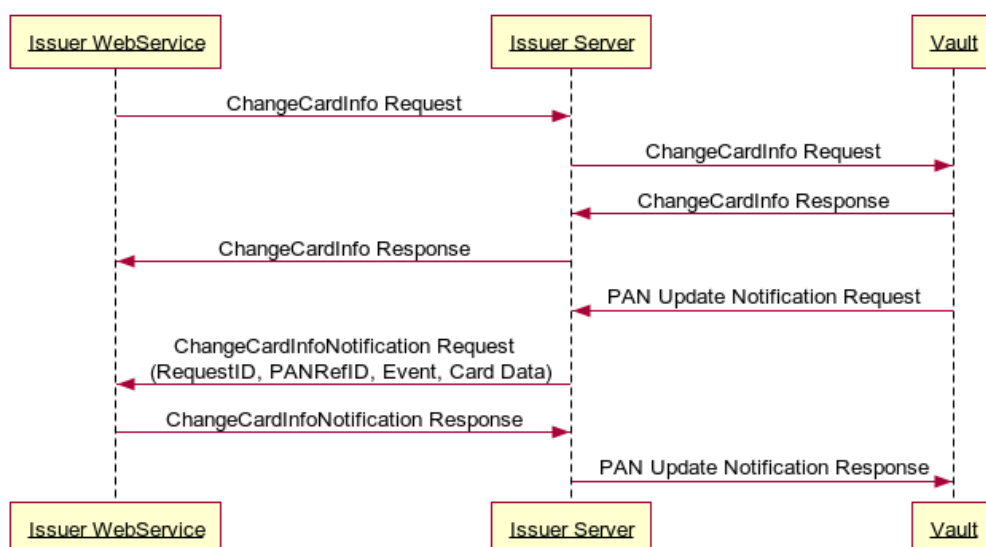 Issuer WebService
Issuer Server
Vault
ChangeCardInfo Request
ChangeCardInfo Request
ChangeCardInfo Response
ChangeCardInfo Response
PAN Update Notification Request
ChangeCardInfoNotification Request
(RequestID, PANRefID, Event, Card Data)
ChangeCardInfoNotification Response
PAN Update Notification Response
Issuer WebService
Issuer Server
Vault